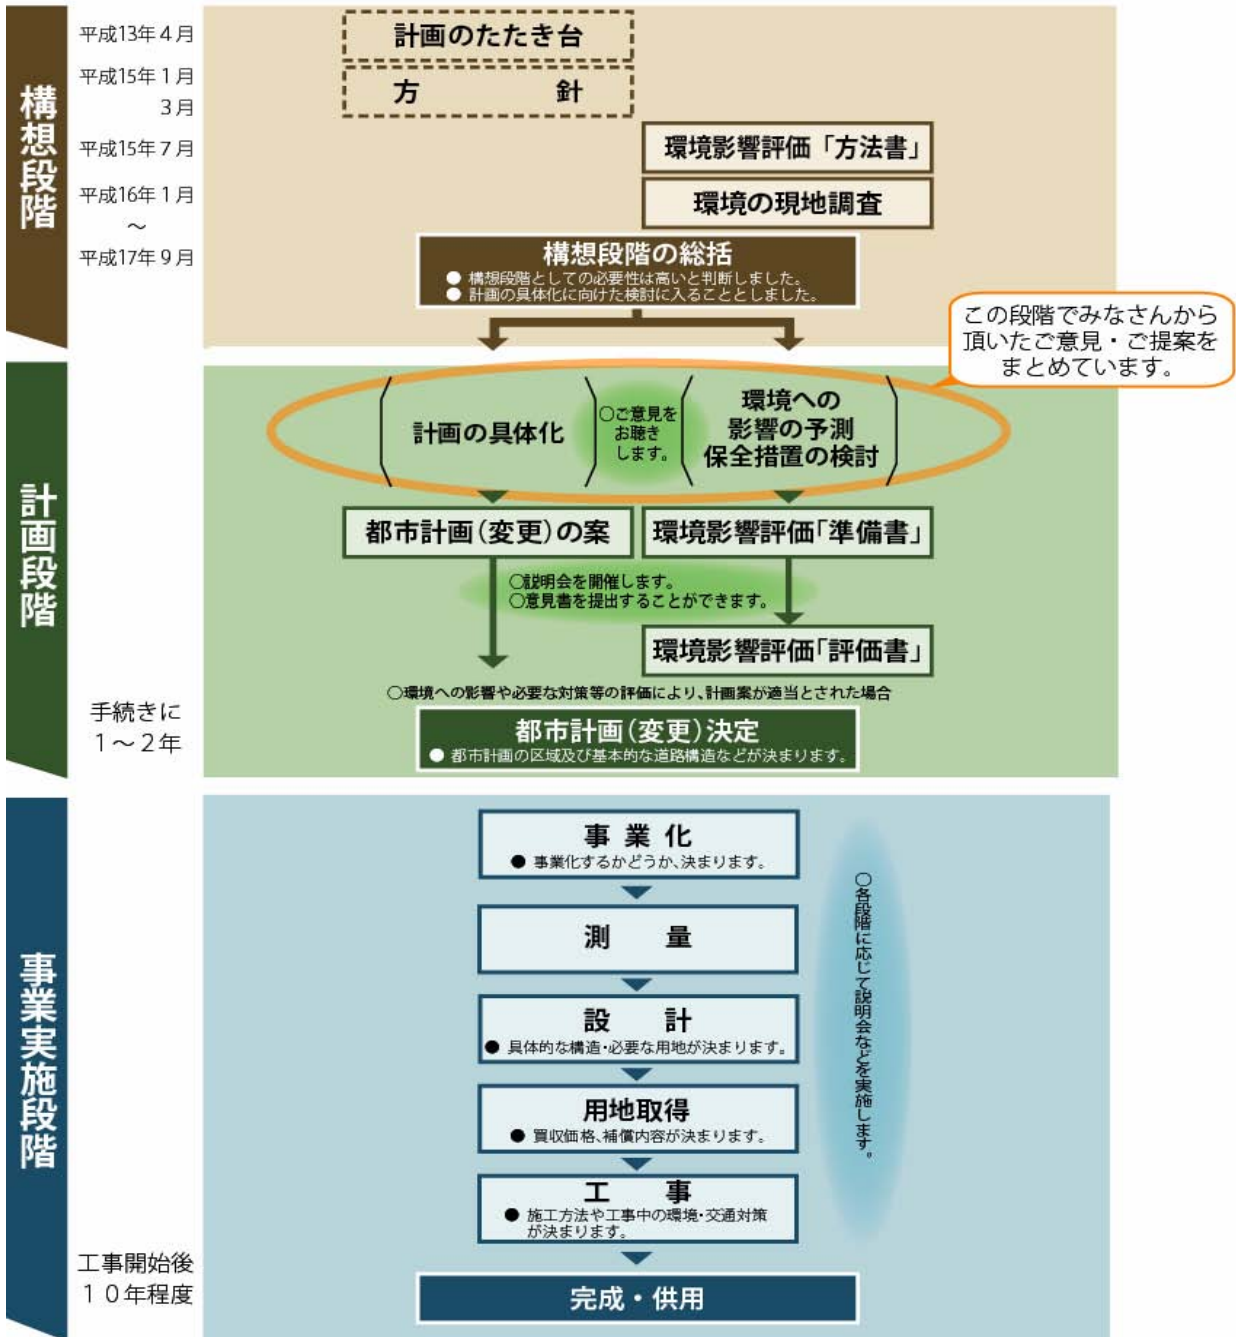 構想段階
平成13年4月
計画のたたき台
平成15年1月
3月
方　　針
平成15年7月
環境影響評価「方法書」
平成16年1月
～
平成17年9月
環境の現地調査
構想段階の総括
● 構想段階としての必要性は高いと判断しました。
● 計画の具体化に向けた検討に入ることとしました。
この段階でみなさんから
頂いたご意見・ご提案を
まとめています。
計画段階
計画の具体化
○ご意見を
お聴き
します。
環境への
影響の予測
保全措置の検討
都市計画（変更）の案
環境影響評価「準備書」
○説明会を開催します。
○意見書を提出することができます。
環境影響評価「評価書」
○環境への影響や必要な対策等の評価により、計画案が適当とされた場合
手続きに
１～２年
都市計画（変更）決定
● 都市計画の区域及び基本的な道路構造などが決まります。
事業実施段階
事 業 化
● 事業化するかどうか、決まります。
測　　量
設　　計
● 具体的な構造・必要な用地が決まります。
用地取得
● 買収価格、補償内容が決まります。
工　　事
● 施工方法や工事中の環境・交通対策
が決まります。
○各段階に応じて説明会などを実施します。
工事開始後
１０年程度
完成・供用